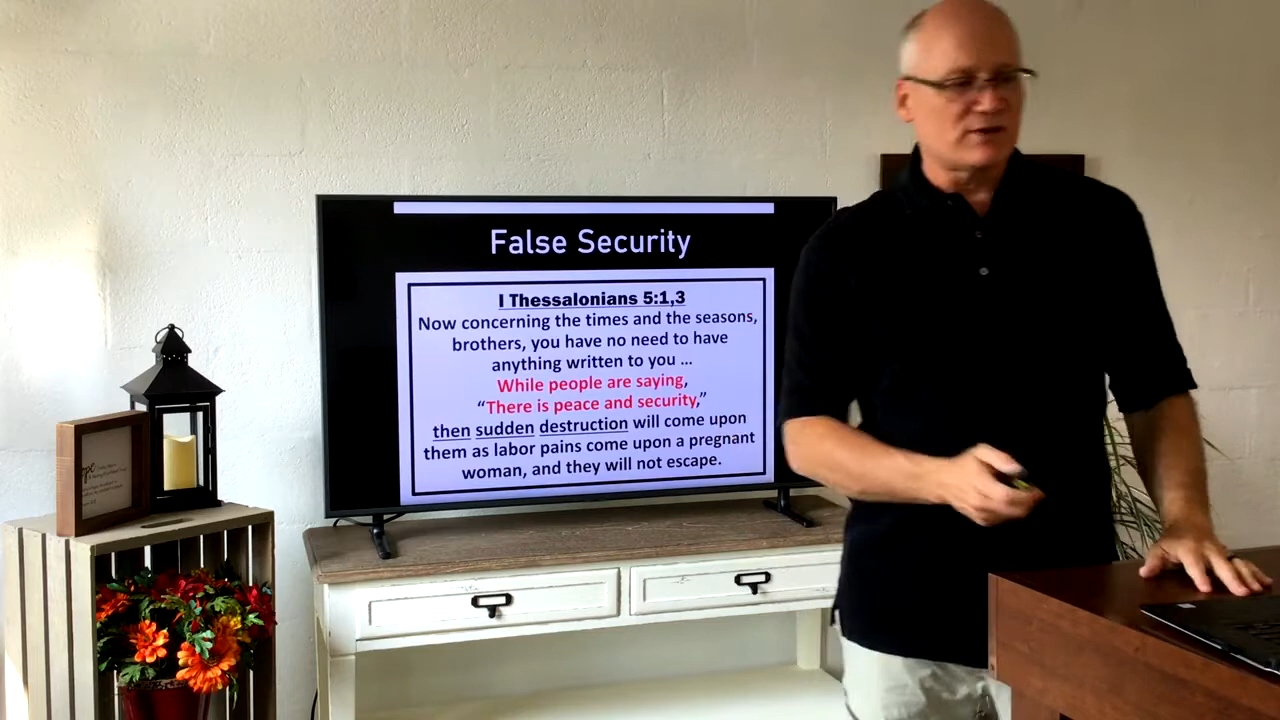 False Security
I Thessalonians 5:1,3
Now concerning the times and the seasons,
brothers, you have no need to have
anything written to you ...
While people are saying,
“There is peace and security,”
then sudden destruction will come upon
them as labor pains come upon a pregnant
woman, and they will not escape.